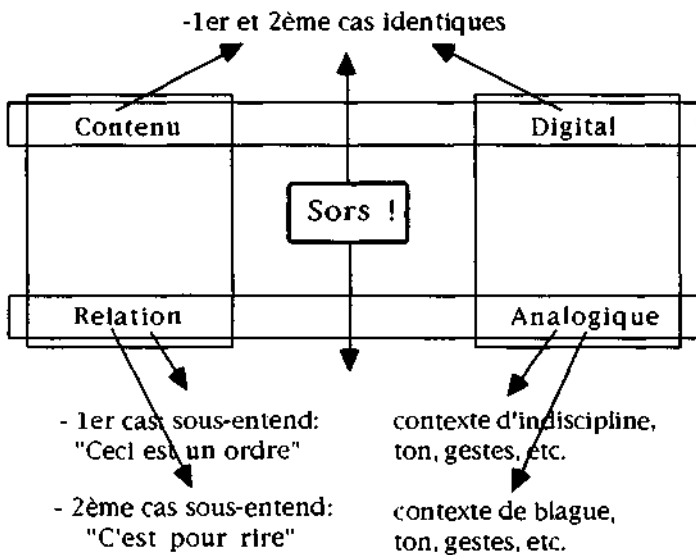 -1er et 2ème cas identiques
Contenu
Digital
Sors !
Relation
Analogique
- 1er cas sous-entend:
"Ceci est un ordre"
contexte d'indiscipline,
ton, gestes, etc.
- 2ème cas sous-entend:
"C'est pour rire"
contexte de blague,
ton, gestes, etc.